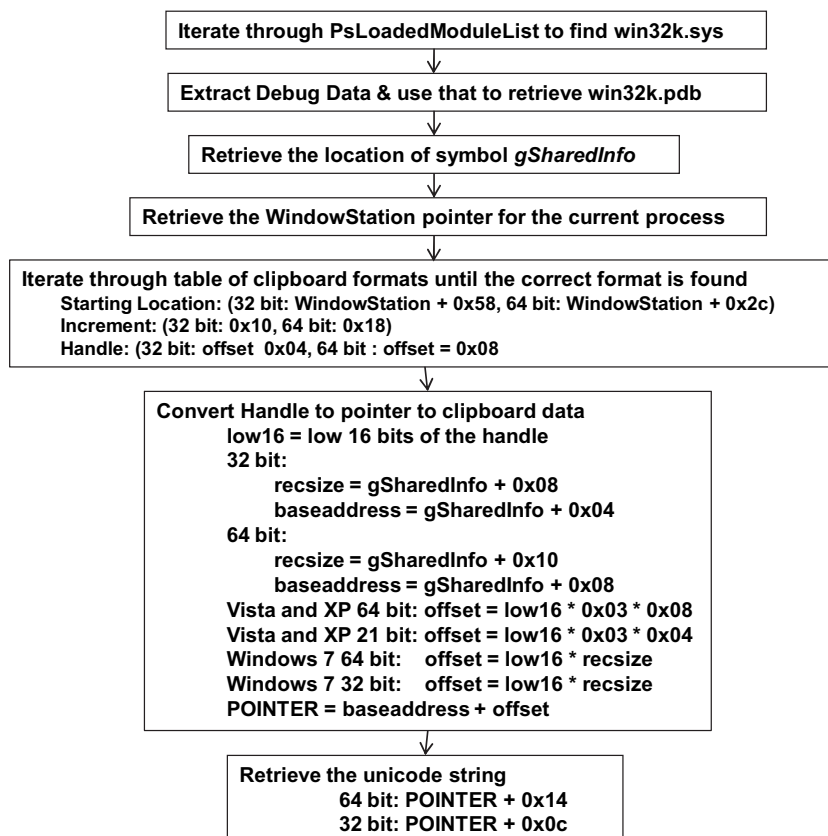 Iterate through PsLoadedModuleList to find win32k.sys
Extract Debug Data & use that to retrieve win32k.pdb
Retrieve the location of symbol gSharedInfo
Retrieve the WindowStation pointer for the current process
Iterate through table of clipboard formats until the correct format is found
Starting Location: (32 bit: WindowStation + 0x58, 64 bit: WindowStation + 0x2c)
Increment: (32 bit: 0x10, 64 bit: 0x18)
Handle: (32 bit: offset 0x04, 64 bit : offset = 0x08
Convert Handle to pointer to clipboard data
low16 = low 16 bits of the handle
32 bit:
recsize = gSharedInfo + 0x08
baseaddress = gSharedInfo + 0x04
64 bit:
recsize = gSharedInfo + 0x10
baseaddress = gSharedInfo + 0x08
Vista and XP 64 bit: offset = low16 * 0x03 * 0x08
Vista and XP 21 bit: offset = low16 * 0x03 * 0x04
Windows 7 64 bit: offset = low16 * recsize
Windows 7 32 bit: offset = low16 * recsize
POINTER = baseaddress + offset
Retrieve the unicode string
64 bit: POINTER + 0x14
32 bit: POINTER + 0x0c